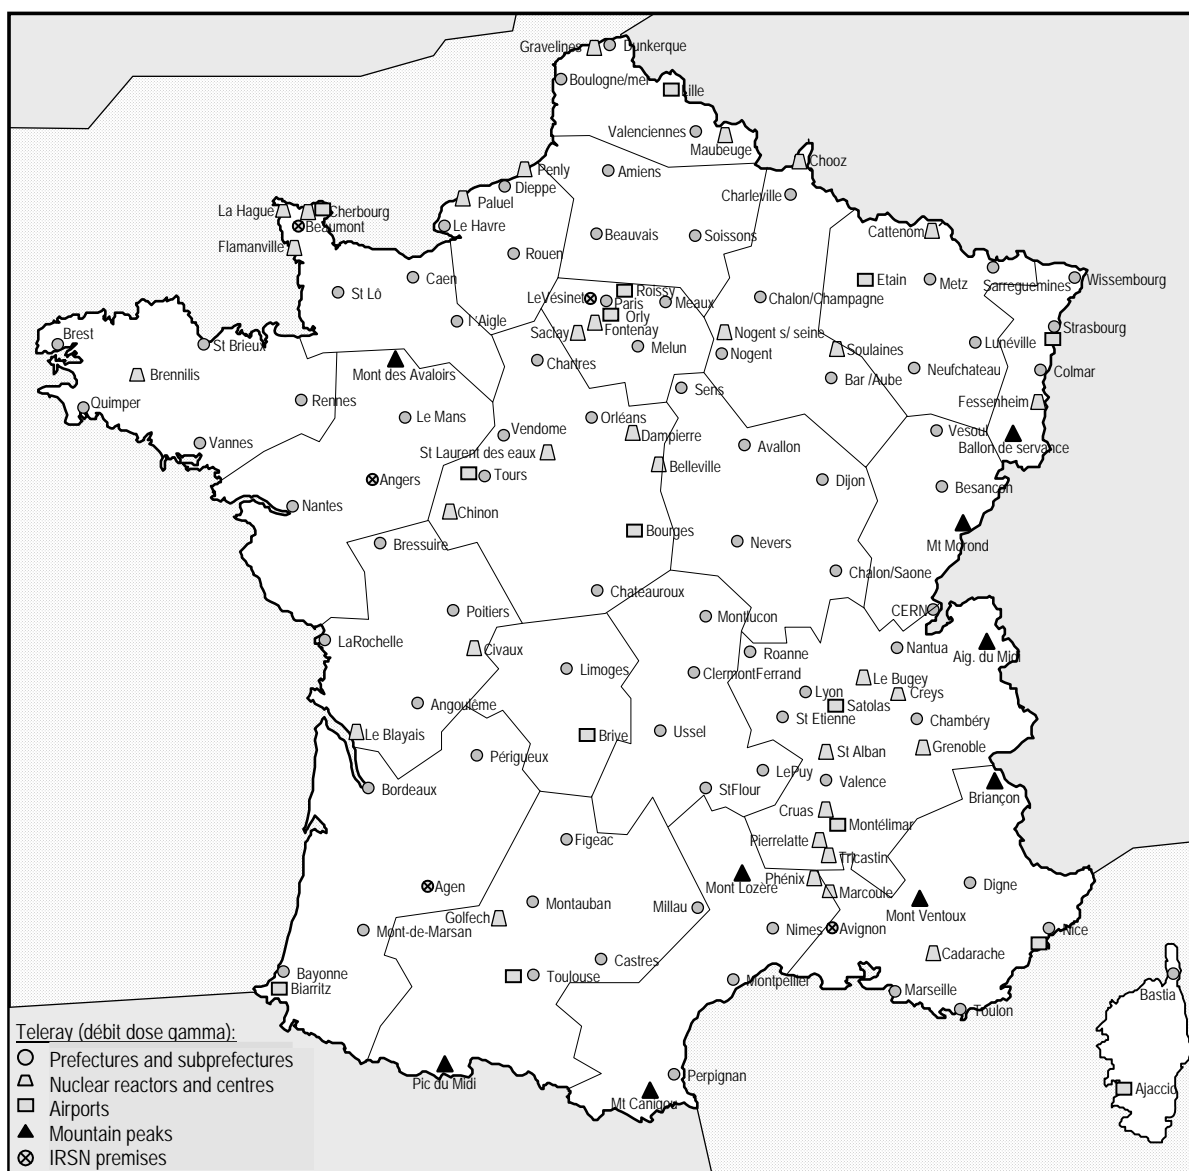 Gravelines
Dunkerque
Boulogne/mer
Lille
Valenciennes
Maubeuge
Chooz
Penly
Amiens
Dieppe
Charleville
Paluel
La Hague
Cherbourg
Beaumont
Le Havre
Cattenom
Beauvais
Soissons
Flamanville
Rouen
Caen
Etain
Metz
Sarreguemines
Wissembourg
St Lô
LeVésinet
Roissy
Paris
Meaux
Chalon/Champagne
Orly
l 'Aigle
Fontenay
Saclay
Nogent s/ seine
Strasbourg
Brest
St Brieux
Melun
Nogent
Soulaines
Lunéville
Mont des Avaloirs
Chartres
Brennilis
Bar /Aube
Neufchateau
Colmar
Sens
Quimper
Rennes
Le Mans
Orléans
Fessenheim
Vendome
Dampierre
Vesoul
Vannes
Avallon
Ballon de servance
St Laurent des eaux
Belleville
Angers
Tours
Dijon
Besançon
Nantes
Chinon
Bourges
Mt Morond
Bressuire
Nevers
Chalon/Saone
Chateauroux
CERN
Poitiers
Montlucon
LaRochelle
Civaux
Roanne
Nantua
Aig. du Midi
Limoges
ClermontFerrand
Le Bugey
Lyon
Creys
Angoulème
Satolas
St Etienne
Chambéry
Le Blayais
Brive
Ussel
Grenoble
St Alban
Périgueux
LePuy
Valence
Bordeaux
StFlour
Briançon
Cruas
Montélimar
Figeac
Pierrelatte
Tricastin
Phénix
Mont Lozère
Marcoule
Digne
Agen
Montauban
Millau
Mont Ventoux
Golfech
Mont-de-Marsan
Nimes
Avignon
Nice
Castres
Cadarache
Bayonne
Toulouse
Montpellier
Biarritz
Marseille
Bastia
Toulon
Teleray (débit dose gamma):
Prefectures and subprefectures
Nuclear reactors and centres
Airports
Mountain peaks
IRSN premises
Pic du Midi
Perpignan
Mt Canigou
Ajaccio